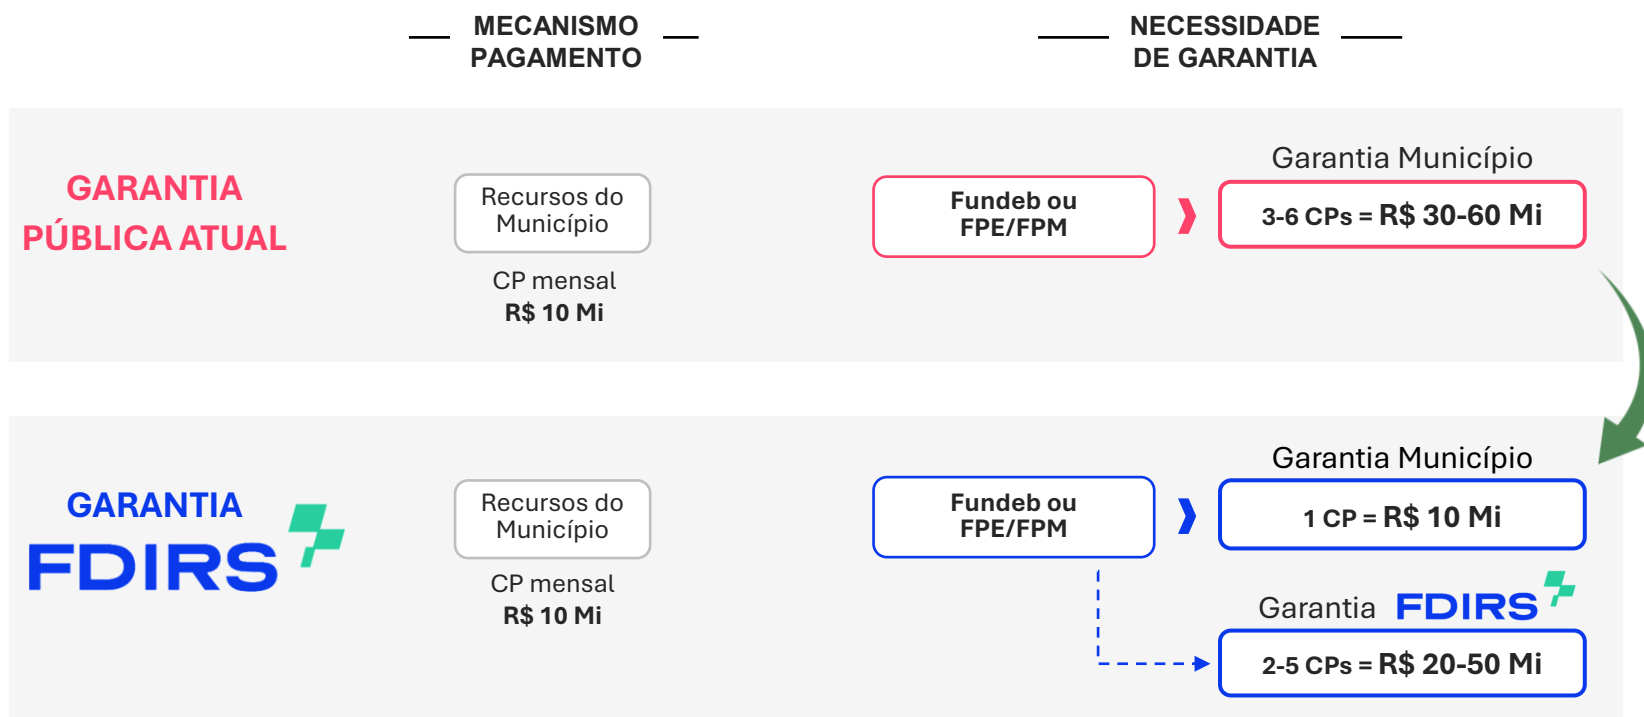 MECANISMO
PAGAMENTO
NECESSIDADE
DE GARANTIA
GARANTIA
PÚBLICA ATUAL
Recursos do
Município
CP mensal
R$ 10 Mi
Fundeb ou
FPE/FPM
Garantia Município
3-6 CPs = R$ 30-60 Mi
GARANTIA
FDIRS
Recursos do
Município
CP mensal
R$ 10 Mi
Fundeb ou
FPE/FPM
Garantia Município
1 CP = R$ 10 Mi
Garantia FDIRS
2-5 CPs = R$ 20-50 Mi